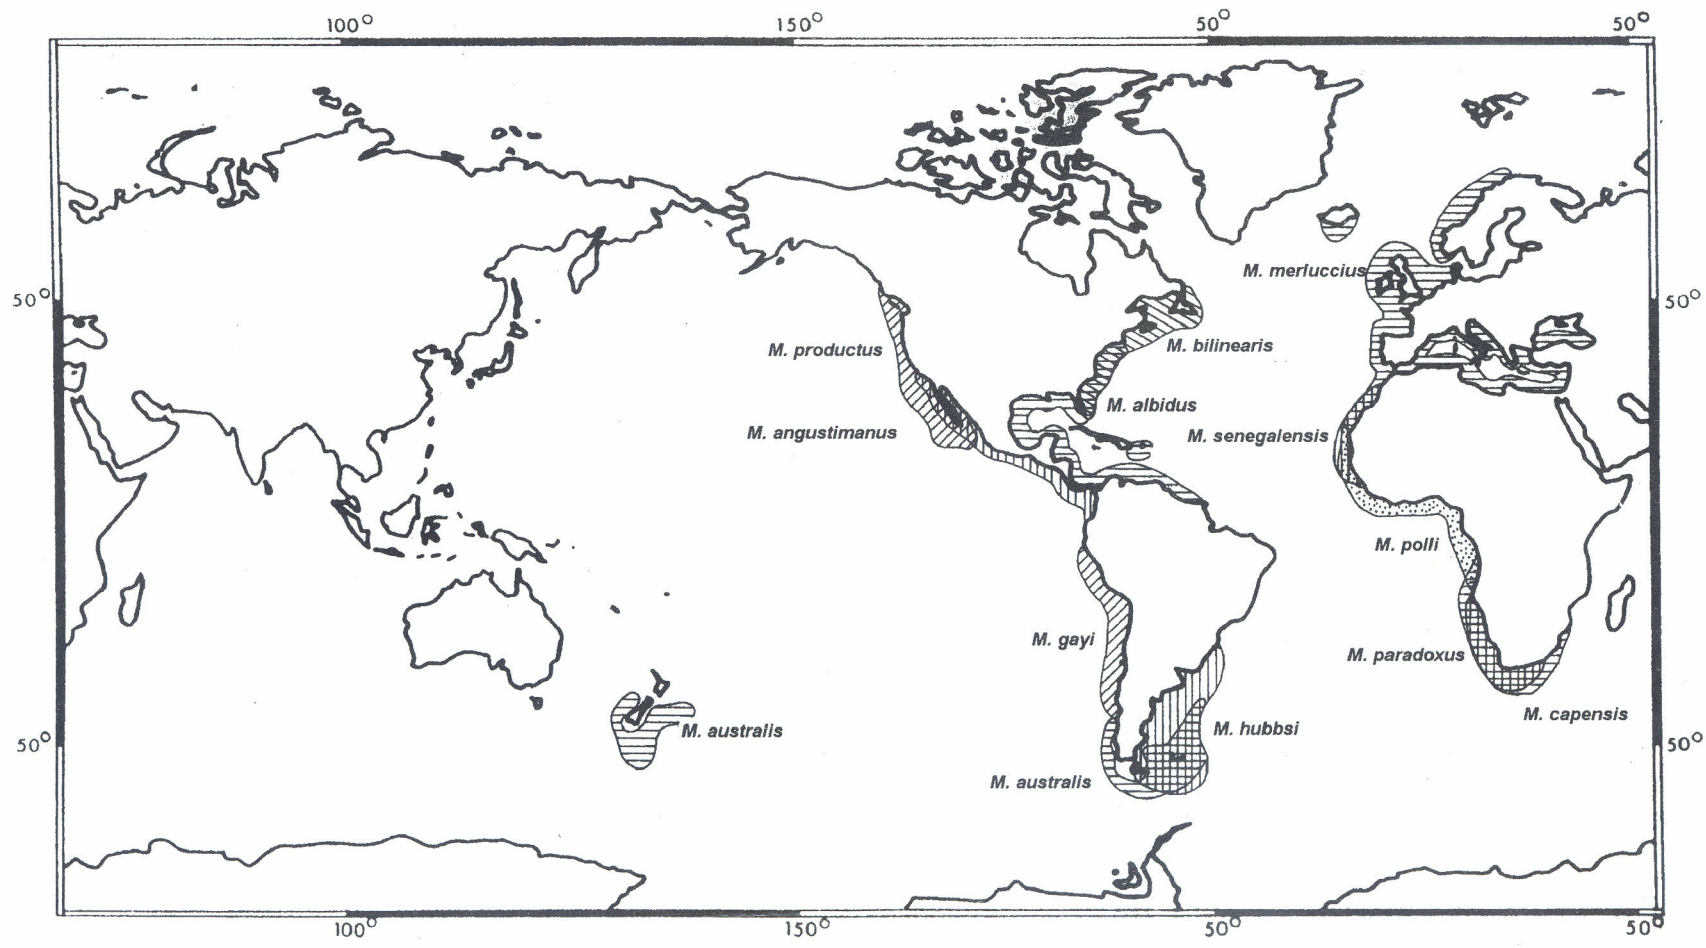 100° 150° 50° 50°
M. merluccius
50° 50°
M. productus M. bilinearis
M. albidus
M. angustimanus M. senegalensis
M. polli
M. gayi M. paradoxus
M. capensis
M. australis M. hubbsi
50° 50°
M. australis
100° 150° 50° 50°